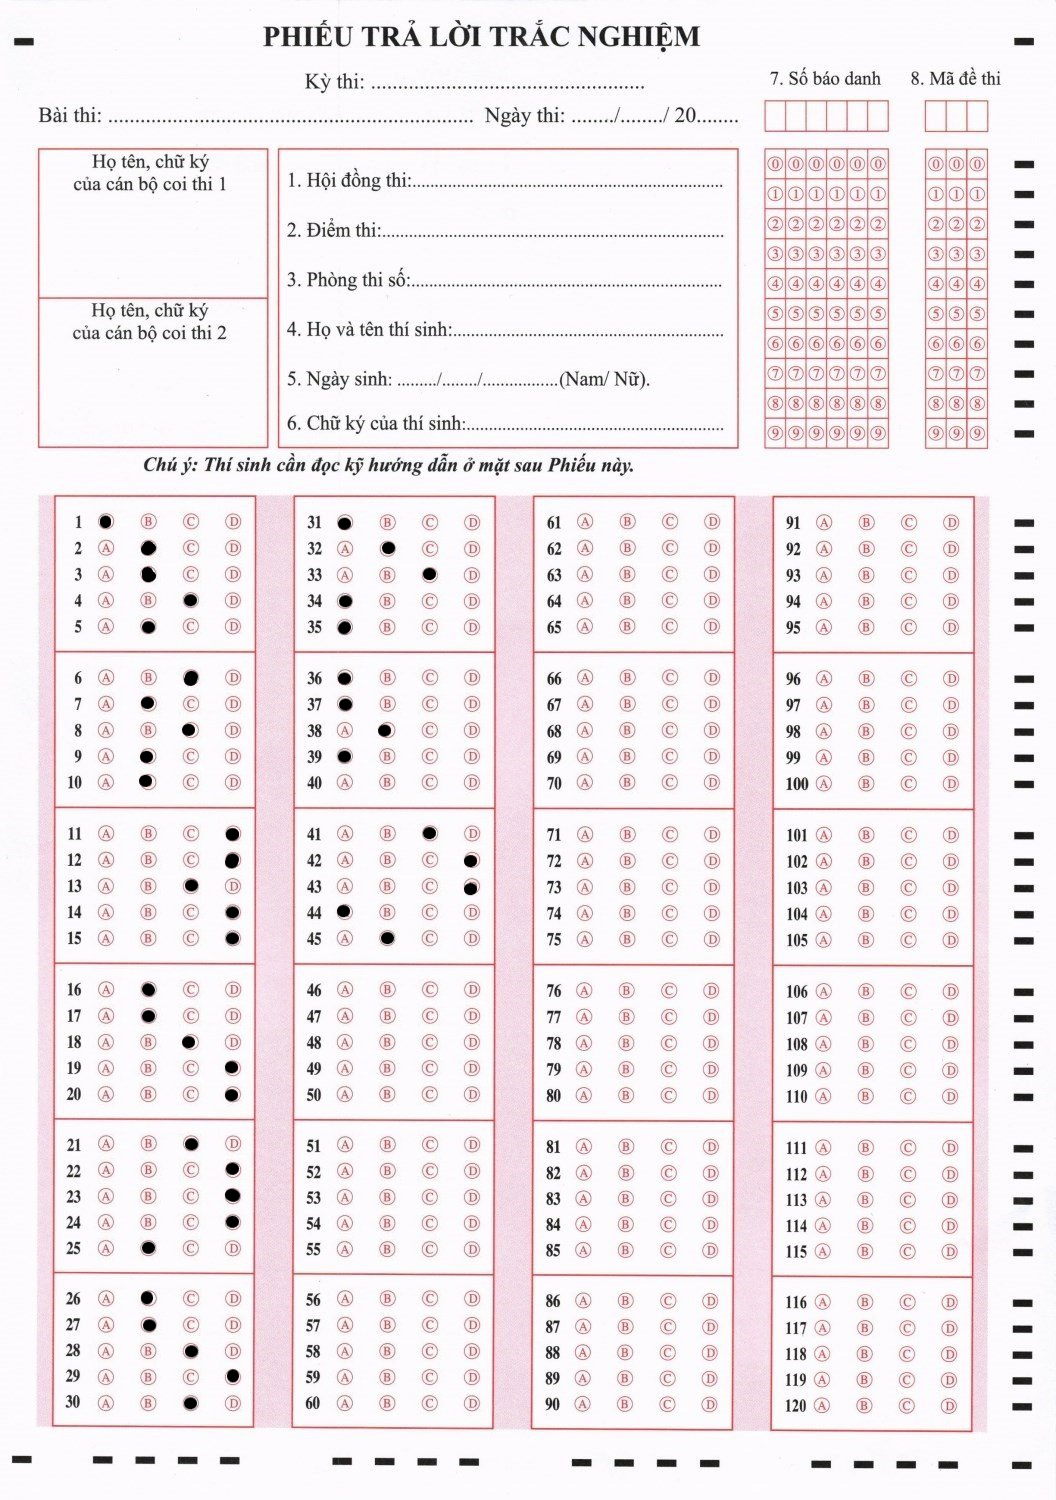 PHIẾU TRẢ LỜI TRẮC NGHIỆM
Kỳ thi: ..................................................
Bài thi: .................................................................... Ngày thi: ......../......../ 20........
7. Số báo danh
8. Mã đề thi
Họ tên, chữ ký
của cán bộ coi thi 1
Họ tên, chữ ký
của cán bộ coi thi 2
1. Hội đồng thi:...............................................................
2. Điểm thi:.....................................................................
3. Phòng thi số:...............................................................
4. Họ và tên thí sinh:......................................................
5. Ngày sinh: ......../......../...............(Nam/ Nữ).
6. Chữ ký của thí sinh:....................................................
0 0 0 0 0 0 0 0 0
1 1 1 1 1 1 1 1 1
2 2 2 2 2 2 2 2 2
3 3 3 3 3 3 3 3 3
4 4 4 4 4 4 4 4 4
5 5 5 5 5 5 5 5 5
6 6 6 6 6 6 6 6 6
7 7 7 7 7 7 7 7 7
8 8 8 8 8 8 8 8 8
9 9 9 9 9 9 9 9 9
Chú ý: Thí sinh cần đọc kỹ hướng dẫn ở mặt sau Phiếu này.
1 B C D
2 A C D
3 A C D
4 A B D
5 A C D
6 A B D
7 A C D
8 A B D
9 A C D
10 A C D
11 A B C
12 A B C
13 A B D
14 A B C
15 A B C
16 A C D
17 A C D
18 A B D
19 A B C
20 A B C
21 A B D
22 A B C
23 A B C
24 A B C
25 A C D
26 A C D
27 A C D
28 A B D
29 A B C
30 A B D
31 B C D
32 A C D
33 A B D
34 B C D
35 B C D
36 B C D
37 B C D
38 A C D
39 B C D
40 A B C D
41 A B D
42 A B C
43 A B C
44 B C D
45 A C D
46 A B C D
47 A B C D
48 A B C D
49 A B C D
50 A B C D
51 A B C D
52 A B C D
53 A B C D
54 A B C D
55 A B C D
56 A B C D
57 A B C D
58 A B C D
59 A B C D
60 A B C D
61 A B C D
62 A B C D
63 A B C D
64 A B C D
65 A B C D
66 A B C D
67 A B C D
68 A B C D
69 A B C D
70 A B C D
71 A B C D
72 A B C D
73 A B C D
74 A B C D
75 A B C D
76 A B C D
77 A B C D
78 A B C D
79 A B C D
80 A B C D
81 A B C D
82 A B C D
83 A B C D
84 A B C D
85 A B C D
86 A B C D
87 A B C D
88 A B C D
89 A B C D
90 A B C D
91 A B C D
92 A B C D
93 A B C D
94 A B C D
95 A B C D
96 A B C D
97 A B C D
98 A B C D
99 A B C D
100 A B C D
101 A B C D
102 A B C D
103 A B C D
104 A B C D
105 A B C D
106 A B C D
107 A B C D
108 A B C D
109 A B C D
110 A B C D
111 A B C D
112 A B C D
113 A B C D
114 A B C D
115 A B C D
116 A B C D
117 A B C D
118 A B C D
119 A B C D
120 A B C D